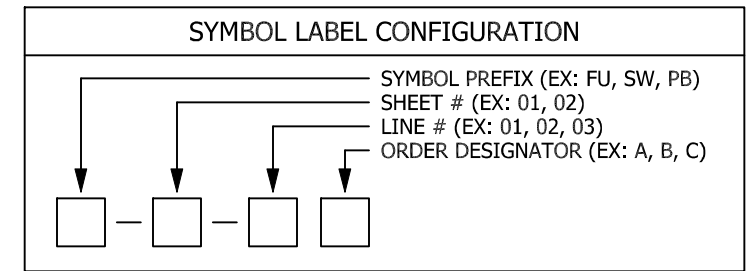 SYMBOL LABEL CONFIGURATION
SYMBOL PREFIX (EX: FU, SW, PB)
SHEET # (EX: 01, 02)
LINE # (EX: 01, 02, 03)
ORDER DESIGNATOR (EX: A, B, C)